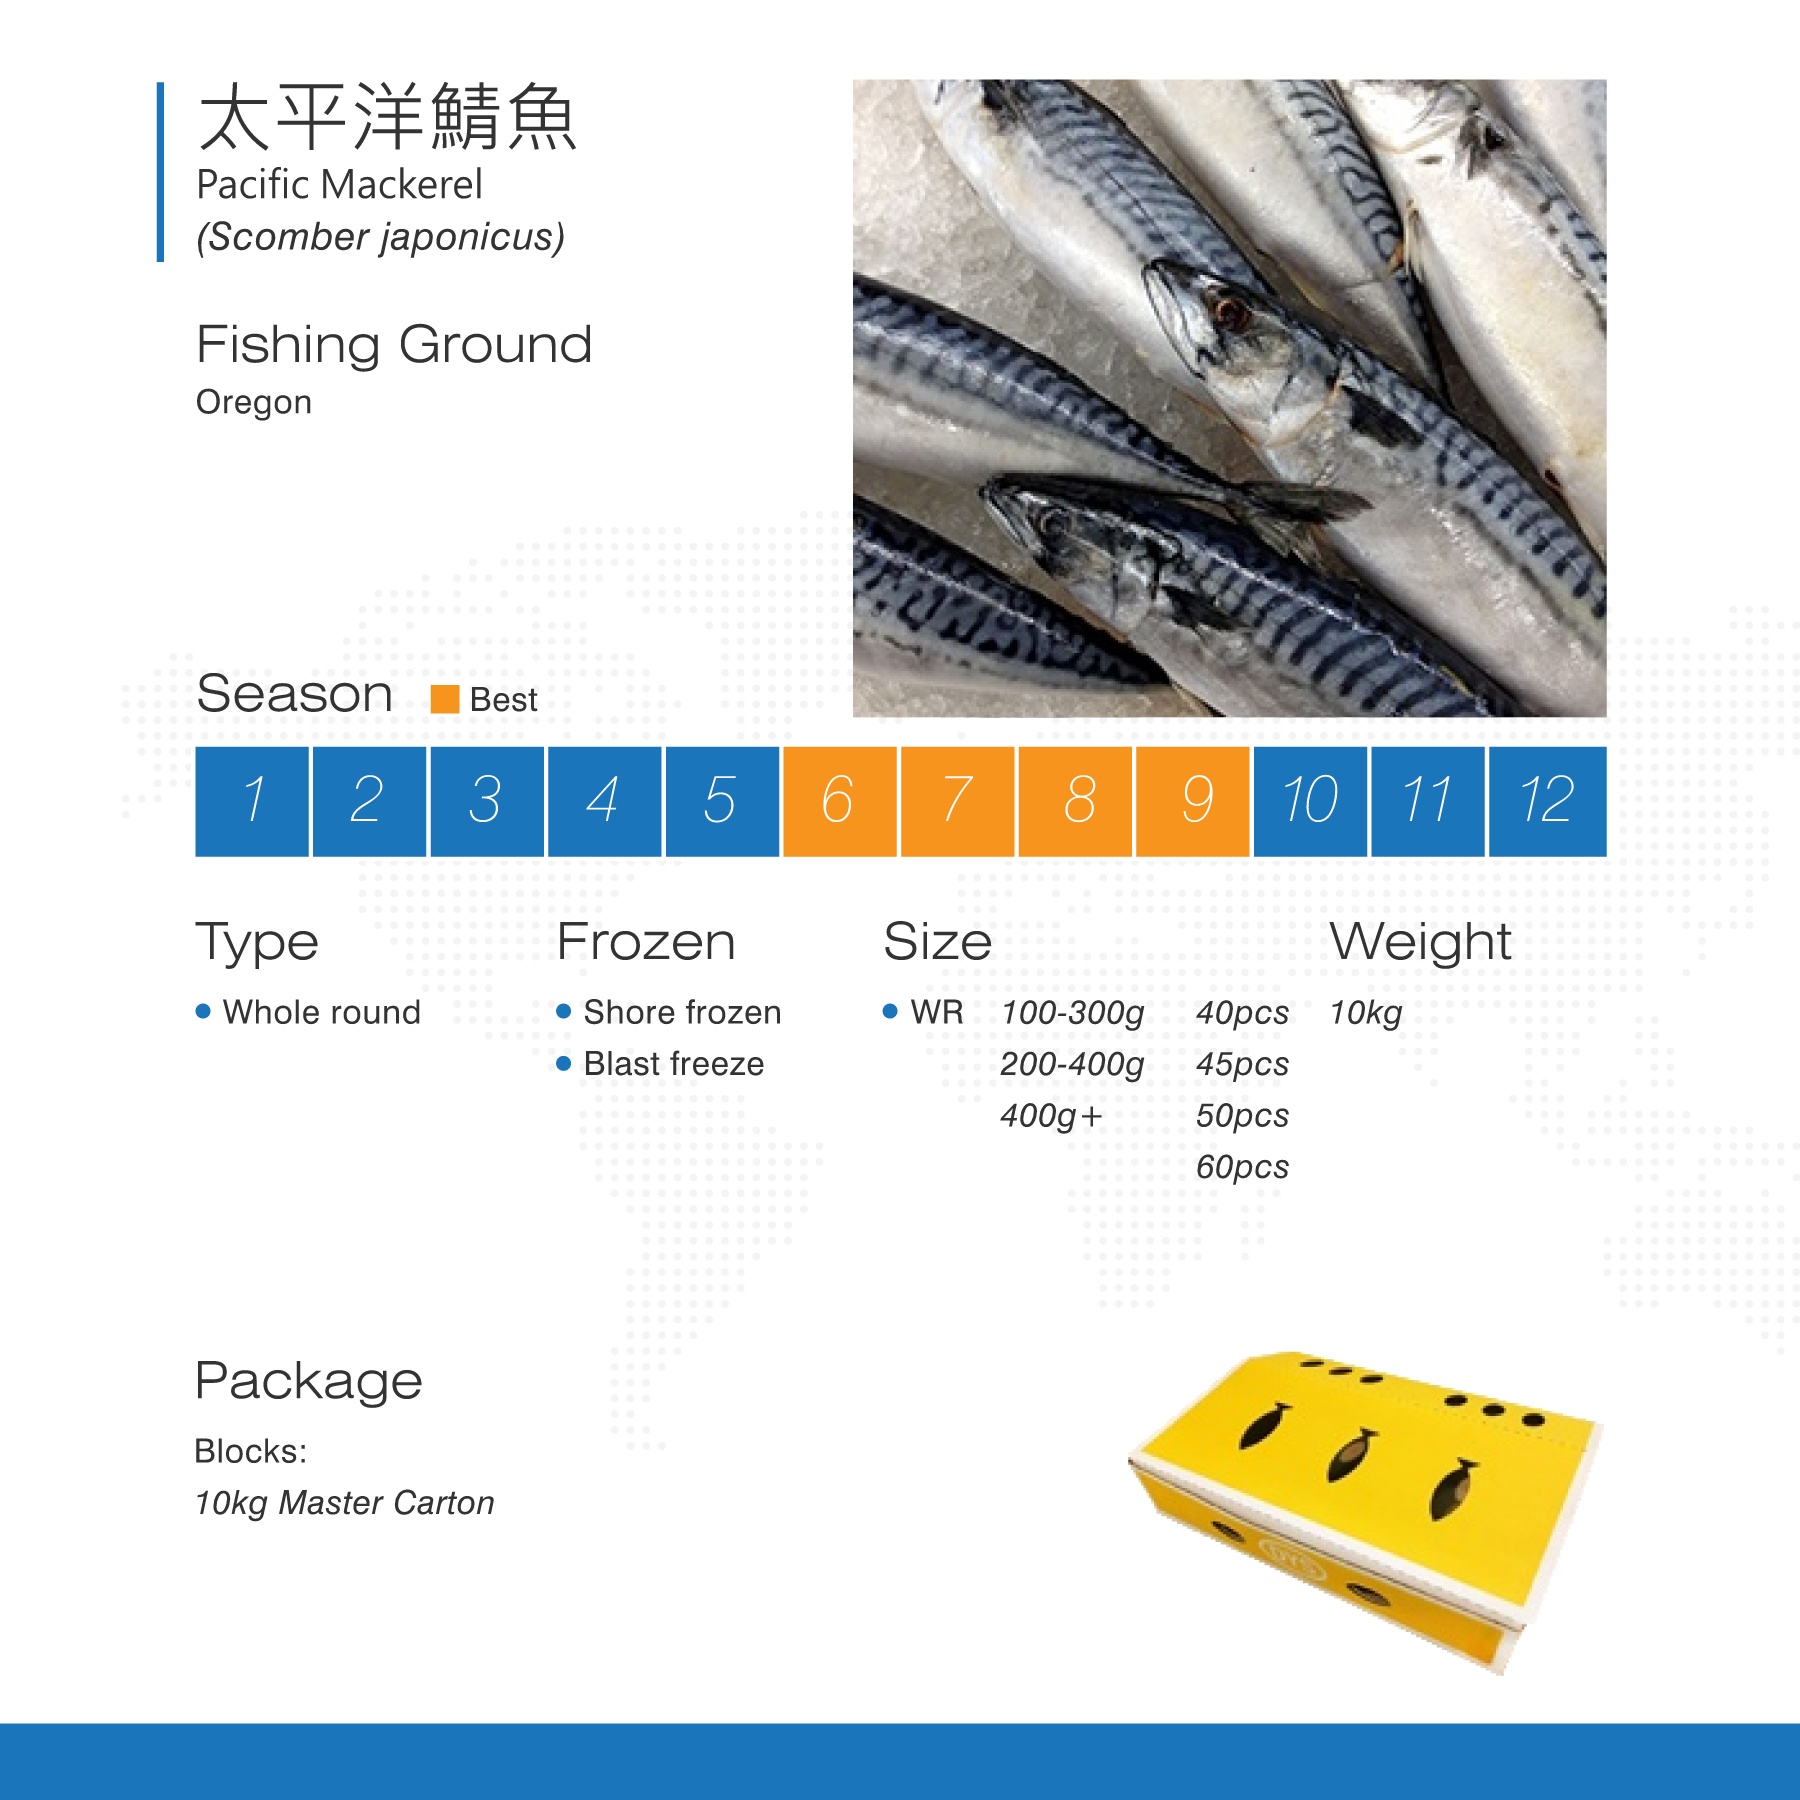 太平洋鯖魚
Pacific Mackerel
(Scomber japonicus)
Fishing Ground
Oregon
Season
Best
1 2 3 4 5 6 7 8 9 10 11 12
Type
Whole round
Frozen
Shore frozen
Blast freeze
Size
WR 100-300g 40pcs
200-400g 45pcs
400g+ 50pcs
60pcs
Weight
10kg
Package
Blocks:
10kg Master Carton